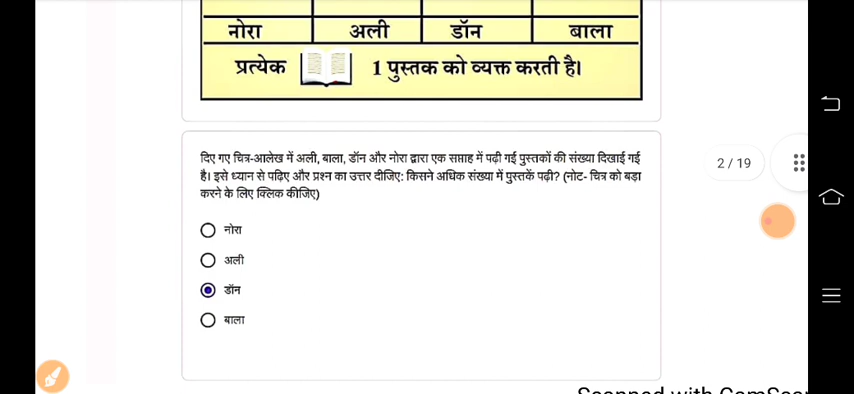 नोरा अली डॉन बाला
प्रत्येक 1 पुस्तक को व्यक्त करती है।
दिए गए चित्र-आलेख में अली, बाला, डॉन और नोरा द्वारा एक सप्ताह में पढ़ी गई पुस्तकों की संख्या दिखाई गई
है। इसे ध्यान से पढ़िए और प्रश्न का उत्तर दीजिए: किसने अधिक संख्या में पुस्तकें पढ़ी? (नोट- चित्र को बड़ा
करने के लिए क्लिक कीजिए)
2 / 19
नोरा
अली
डॉन
बाला